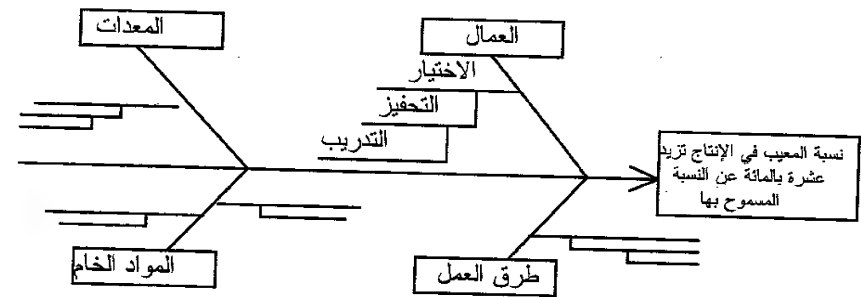 العمال
المعدات
الاختيار
التحفيز
التدريب
نسبة المعيب في الإنتاج تزيد
عشرة بالمائة عن النسبة
المسموح بها
طرق العمل
المواد الخام